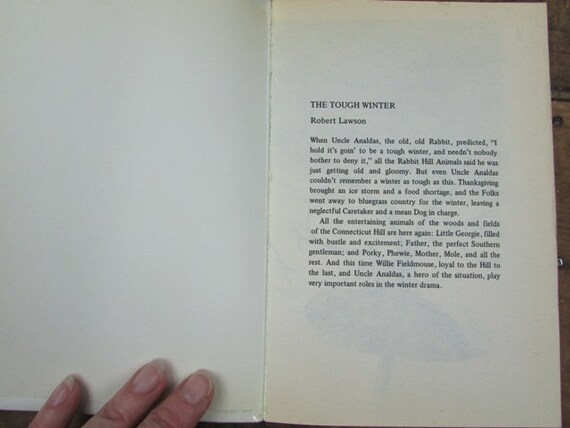 THE TOUGH WINTER
Robert Lawson
When Uncle Analdas, the old, old Rabbit, predicted, "I
hold it's goin' to be a tough winter, and needn't nobody
bother to deny it," all the Rabbit Hill Animals said he was
just getting old and gloomy. But even Uncle Analdas
couldn't remember a winter as tough as this. Thanksgiving
brought an ice storm and a food shortage, and the Folks
went away to bluegrass country for the winter, leaving a
neglectful Caretaker and a mean Dog in charge.
All the entertaining animals of the woods and fields
of the Connecticut Hill are here again: Little Georgie, filled
with bustle and excitement; Father, the perfect Southern
gentleman; and Porky, Phewie, Mother, Mole, and all the
rest. And this time Willie Fieldmouse, loyal to the Hill to
the last, and Uncle Analdas, a hero of the situation, play
very important roles in the winter drama.